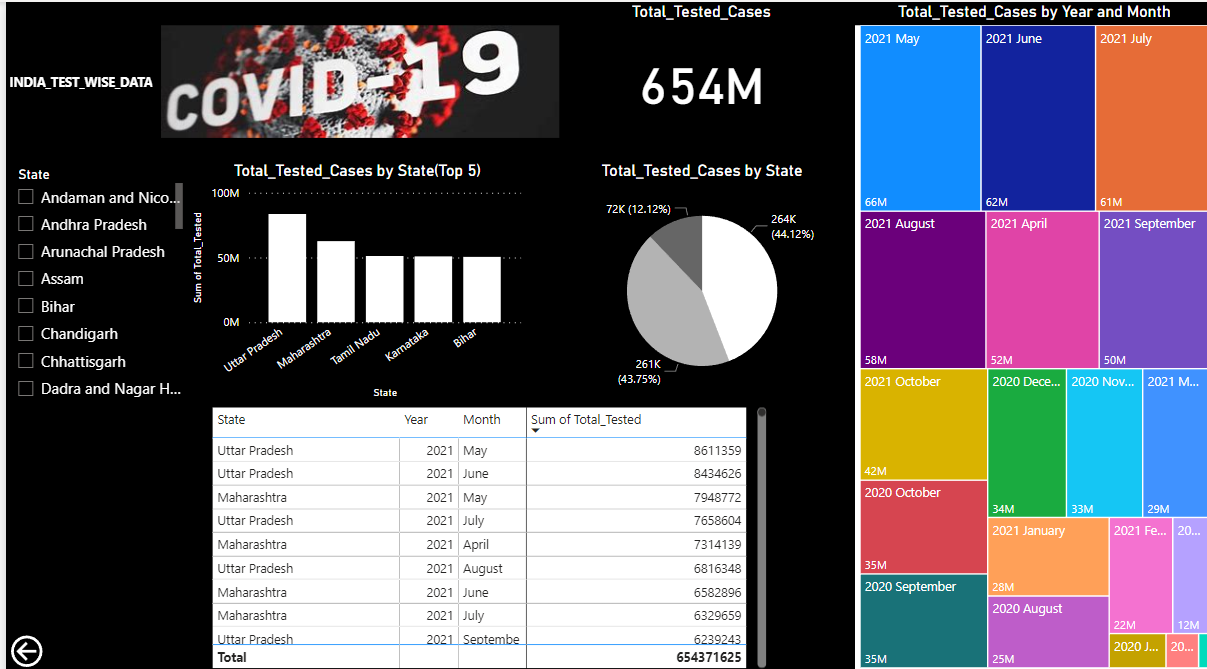 INDIA_TEST_WISE_DATA
COVID-19
Total_Tested_Cases
654M
State
Andaman and Nico...
Andhra Pradesh
Arunachal Pradesh
Assam
Bihar
Chandigarh
Chhattisgarh
Dadra and Nagar H...
Total_Tested_Cases by State(Top 5)
Sum of Total_Tested
100M
50M
0M
Uttar Pradesh
Maharashtra
Tamil Nadu
Karnataka
Bihar
State
Total_Tested_Cases by State
72K (12.12%)
264K
(44.12%)
261K
(43.75%)
State Year Month Sum of Total_Tested
Uttar Pradesh 2021 May 8611359
Uttar Pradesh 2021 June 8434626
Maharashtra 2021 May 7948772
Uttar Pradesh 2021 July 7658604
Maharashtra 2021 April 7314139
Uttar Pradesh 2021 August 6816348
Maharashtra 2021 June 6582896
Maharashtra 2021 July 6329659
Uttar Pradesh 2021 Septembe 6239243
Total 654371625
Total_Tested_Cases by Year and Month
2021 May
66M
2021 June
62M
2021 July
61M
2021 August
58M
2021 April
52M
2021 September
50M
2021 October
42M
2020 Dece...
34M
2020 Nov...
33M
2021 M...
29M
2020 October
35M
2021 January
28M
2021 Fe...
22M
20...
12M
2020 September
35M
2020 August
25M
2020 J...
20...